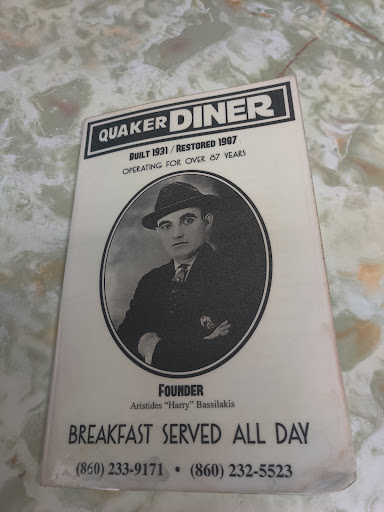 QUAKER DINER
BUILT 1931 / RESTORED 1987
OPERATING FOR OVER 87 YEARS
FOUNDER
Aristides "Harry" Bassilakis
BREAKFAST SERVED ALL DAY
(860) 233-9171 • (860) 232-5523